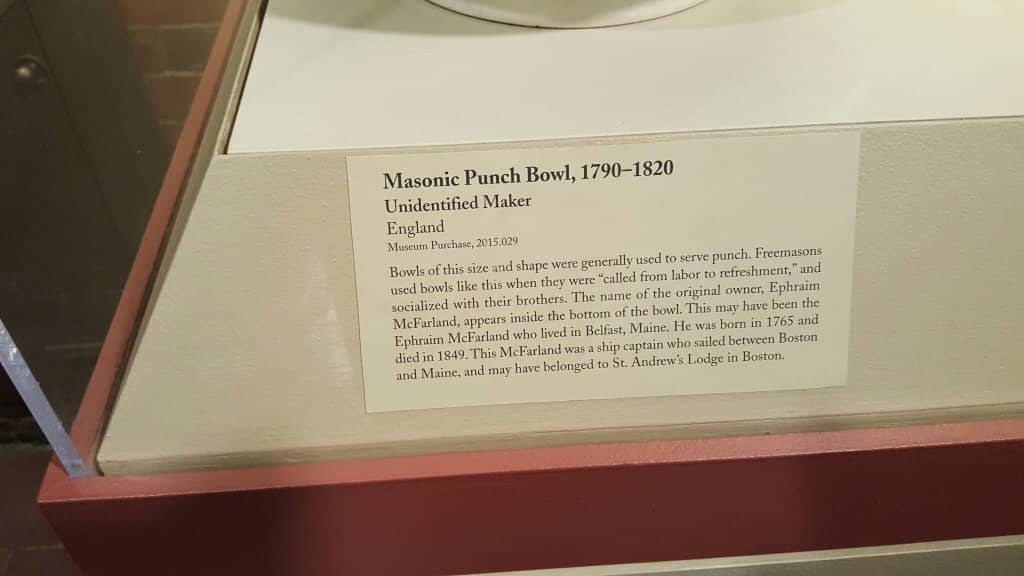 Masonic Punch Bowl, 1790–1820
Unidentified Maker
England
Museum Purchase, 2015.029
Bowls of this size and shape were generally used to serve punch. Freemasons
used bowls like this when they were “called from labor to refreshment,” and
socialized with their brothers. The name of the original owner, Ephraim
McFarland, appears inside the bottom of the bowl. This may have been the
Ephraim McFarland who lived in Belfast, Maine. He was born in 1765 and
died in 1849. This McFarland was a ship captain who sailed between Boston
and Maine, and may have belonged to St. Andrew’s Lodge in Boston.